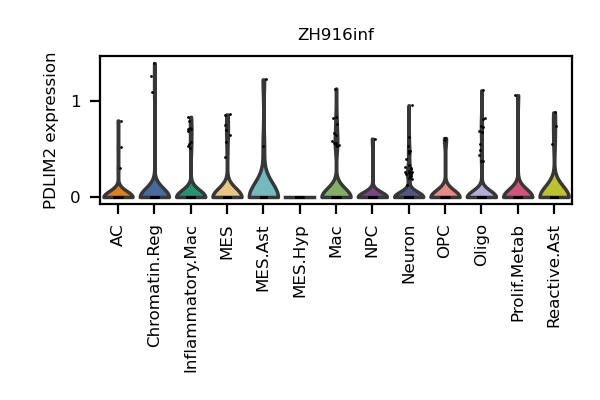 ZH916inf
PDLIM2 expression
1
0
AC
Chromatin.Reg
Inflammatory.Mac
MES
MES.Ast
MES.Hyp
Mac
NPC
Neuron
OPC
Oligo
Prolif.Metab
Reactive.Ast